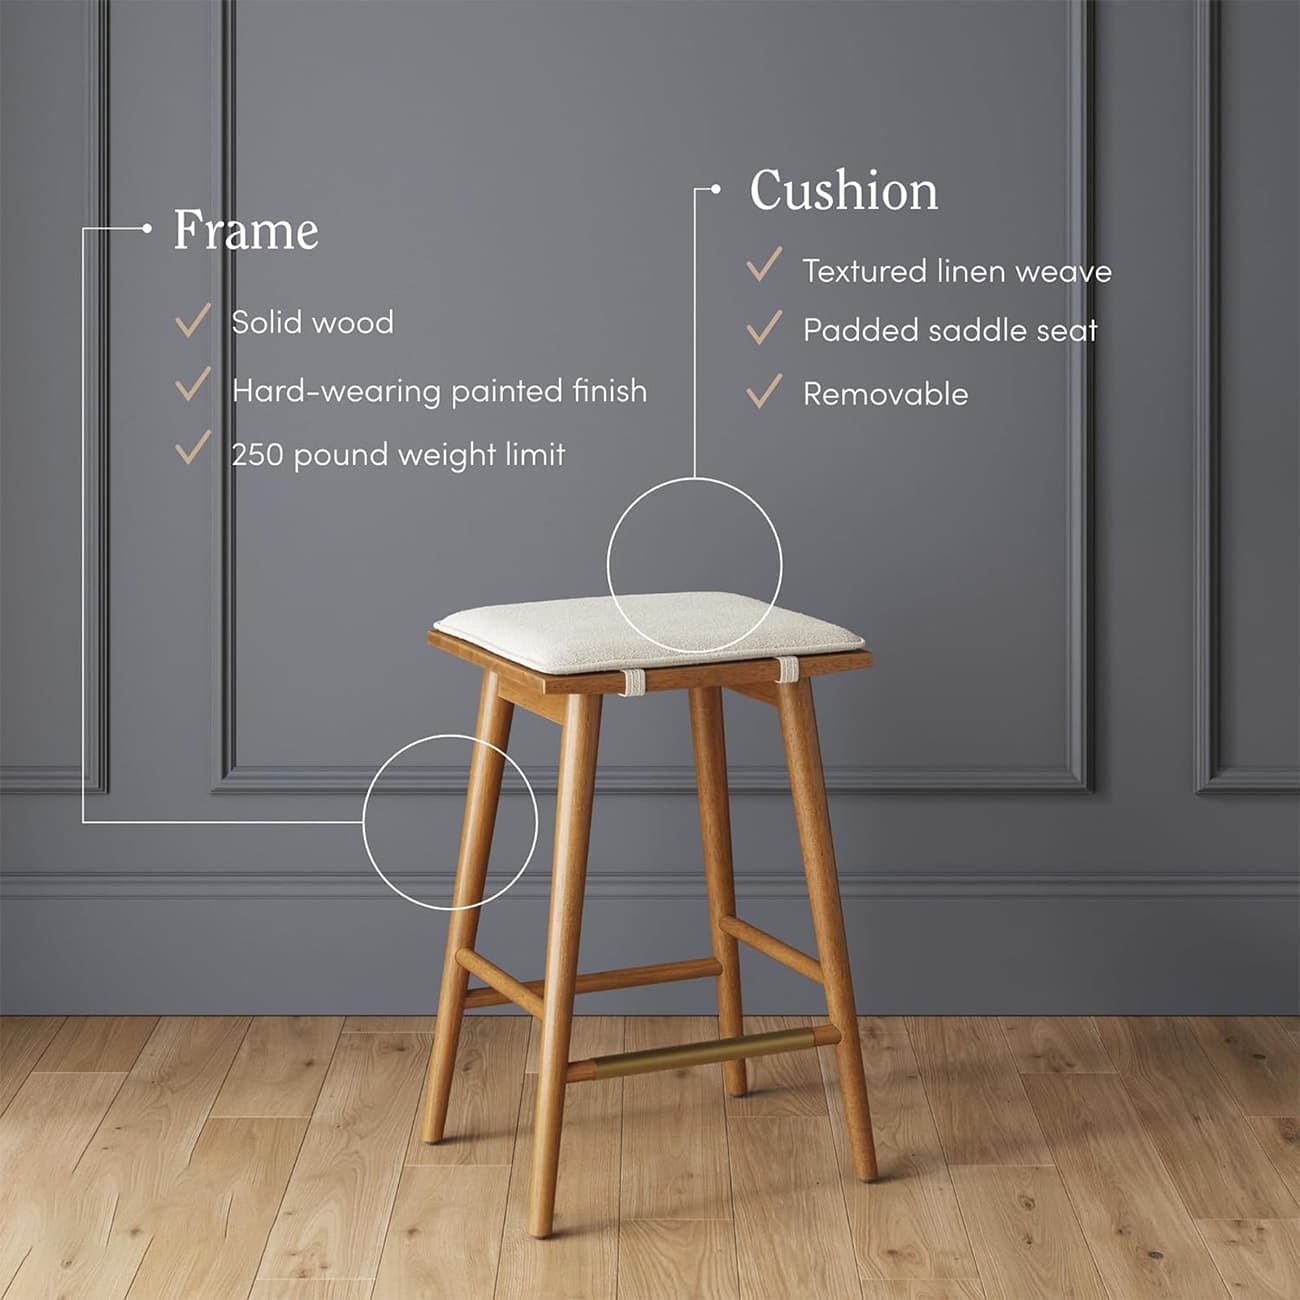 Frame
Solid wood
Hard-wearing painted finish
250 pound weight limit
Cushion
Textured linen weave
Padded saddle seat
Removable